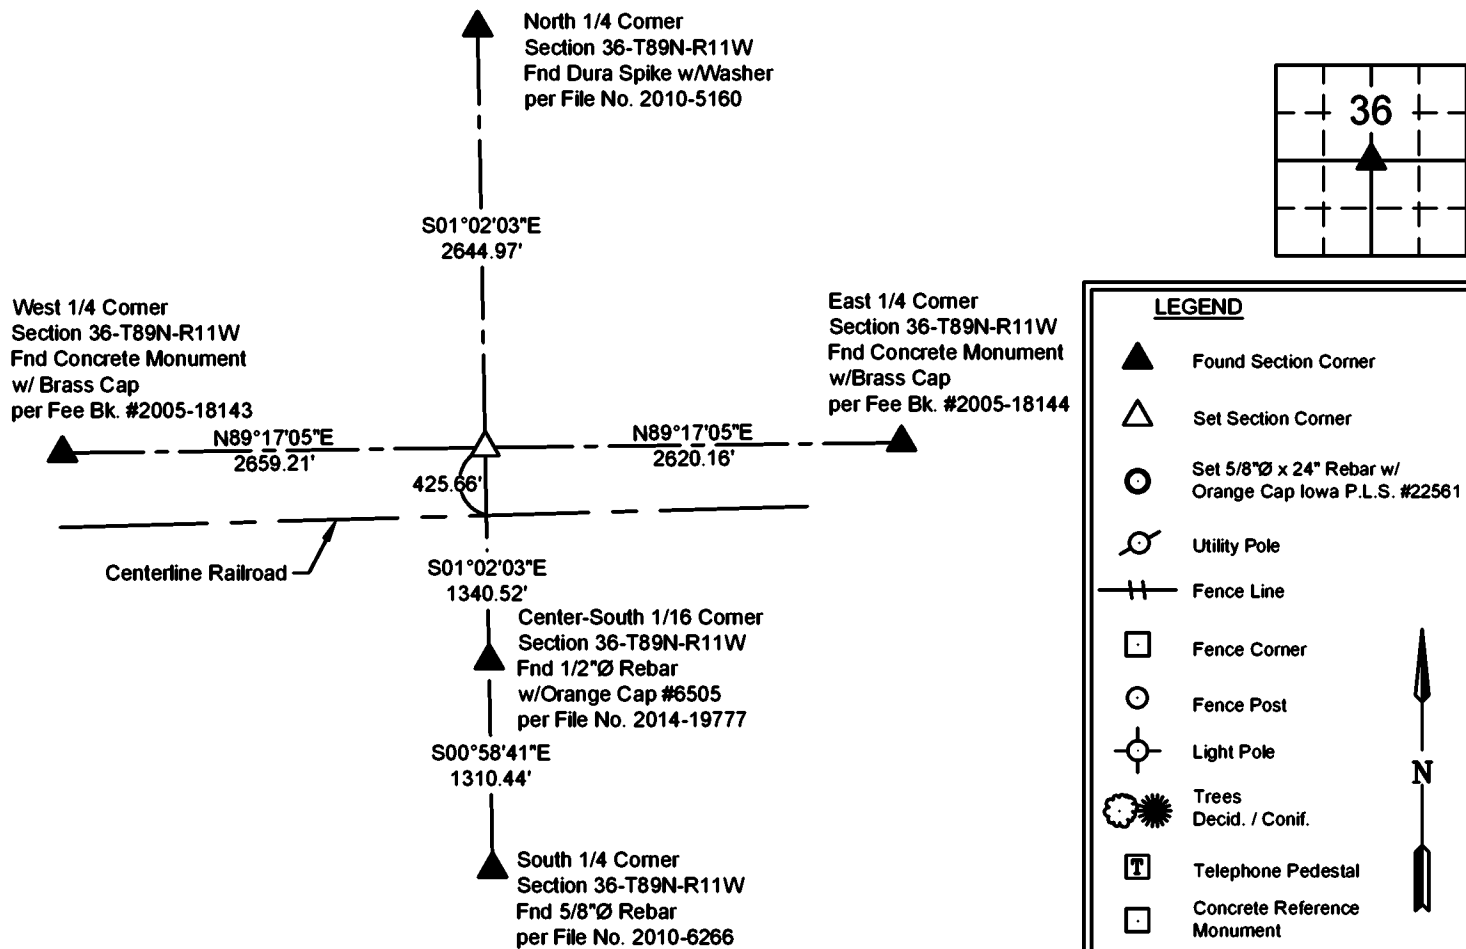 North 1/4 Corner
Section 36-T89N-R11W
Fnd Dura Spike w/Washer
per File No. 2010-5160
36
S01°02'03"E
2644.97'
West 1/4 Corner
Section 36-T89N-R11W
Fnd Concrete Monument
w/ Brass Cap
per Fee Bk. #2005-18143
East 1/4 Corner
Section 36-T89N-R11W
Fnd Concrete Monument
w/Brass Cap
per Fee Bk. #2005-18144
N89°17'05"E
2659.21'
N89°17'05"E
2620.16'
425.66'
Centerline Railroad
S01°02'03"E
1340.52'
Center-South 1/16 Corner
Section 36-T89N-R11W
Fnd 1/2"Ø Rebar
w/Orange Cap #6505
per File No. 2014-19777
S00°58'41"E
1310.44'
South 1/4 Corner
Section 36-T89N-R11W
Fnd 5/8"Ø Rebar
per File No. 2010-6266
LEGEND
Found Section Corner
Set Section Corner
Set 5/8"Ø x 24" Rebar w/
Orange Cap Iowa P.L.S. #22561
Utility Pole
Fence Line
Fence Corner
Fence Post
Light Pole
Trees
Decid. / Conif.
T
Telephone Pedestal
Concrete Reference
Monument
N